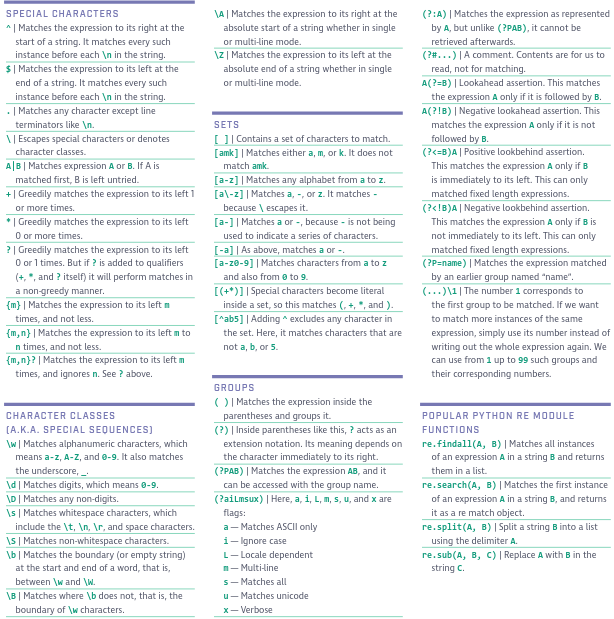 SPECIAL CHARACTERS
^ | Matches the expression to its right at the
start of a string. It matches every such
instance before each \n in the string.
$ | Matches the expression to its left at the
end of a string. It matches every such
instance before each \n in the string.
. | Matches any character except line
terminators like \n.
\ | Escapes special characters or denotes
character classes.
A|B | Matches expression A or B. If A is
matched first, B is left untried.
+ | Greedily matches the expression to its left 1
or more times.
* | Greedily matches the expression to its left
0 or more times.
? | Greedily matches the expression to its left
0 or 1 times. But if ? is added to qualifiers
(+, *, and ? itself) it will perform matches in
a non-greedy manner.
{m} | Matches the expression to its left m
times, and not less.
{m,n} | Matches the expression to its left m to
n times, and not less.
{m,n}? | Matches the expression to its left m
times, and ignores n. See ? above.
CHARACTER CLASSES
(A.K.A. SPECIAL SEQUENCES)
\w | Matches alphanumeric characters, which
means a-z, A-Z, and 0-9. It also matches
the underscore, _.
\d | Matches digits, which means 0-9.
\D | Matches any non-digits.
\s | Matches whitespace characters, which
include the \t, \n, \r, and space characters.
\S | Matches non-whitespace characters.
\b | Matches the boundary (or empty string)
at the start and end of a word, that is,
between \w and \W.
\B | Matches where \b does not, that is, the
boundary of \w characters.
\A | Matches the expression to its right at the
absolute start of a string whether in single
or multi-line mode.
\Z | Matches the expression to its left at the
absolute end of a string whether in single
or multi-line mode.
SETS
[ ] | Contains a set of characters to match.
[amk] | Matches either a, m, or k. It does not
match amk.
[a-z] | Matches any alphabet from a to z.
[a\-z] | Matches a, -, or z. It matches -
because \ escapes it.
[a-] | Matches a or -, because - is not being
used to indicate a series of characters.
[-a] | As above, matches a or -.
[a-z0-9] | Matches characters from a to z
and also from 0 to 9.
[(+*)] | Special characters become literal
inside a set, so this matches (, +, *, and ).
[^ab5] | Adding ^ excludes any character in
the set. Here, it matches characters that are
not a, b, or 5.
GROUPS
( ) | Matches the expression inside the
parentheses and groups it.
(?) | Inside parentheses like this, ? acts as an
extension notation. Its meaning depends on
the character immediately to its right.
(?PAB) | Matches the expression AB, and it
can be accessed with the group name.
(?aiLmsux) | Here, a, i, L, m, s, u, and x are
flags:
a — Matches ASCII only
i — Ignore case
L — Locale dependent
m — Multi-line
s — Matches all
u — Matches unicode
x — Verbose
(?:A) | Matches the expression as represented
by A, but unlike (?PAB), it cannot be
retrieved afterwards.
(?#...) | A comment. Contents are for us to
read, not for matching.
A(?=B) | Lookahead assertion. This matches
the expression A only if it is followed by B.
A(?!B) | Negative lookahead assertion. This
matches the expression A only if it is not
followed by B.
(?<=B)A | Positive lookbehind assertion.
This matches the expression A only if B
is immediately to its left. This can only
matched fixed length expressions.
(?<!B)A | Negative lookbehind assertion.
This matches the expression A only if B is
not immediately to its left. This can only
matched fixed length expressions.
(?P=name) | Matches the expression matched
by an earlier group named "name".
(...)\1 | The number 1 corresponds to
the first group to be matched. If we want
to match more instances of the same
expression, simply use its number instead of
writing out the whole expression again. We
can use from 1 up to 99 such groups and
their corresponding numbers.
POPULAR PYTHON RE MODULE
FUNCTIONS
re.findall(A, B) | Matches all instances
of an expression A in a string B and returns
them in a list.
re.search(A, B) | Matches the first instance
of an expression A in a string B, and returns
it as a re match object.
re.split(A, B) | Split a string B into a list
using the delimiter A.
re.sub(A, B, C) | Replace A with B in the
string C.